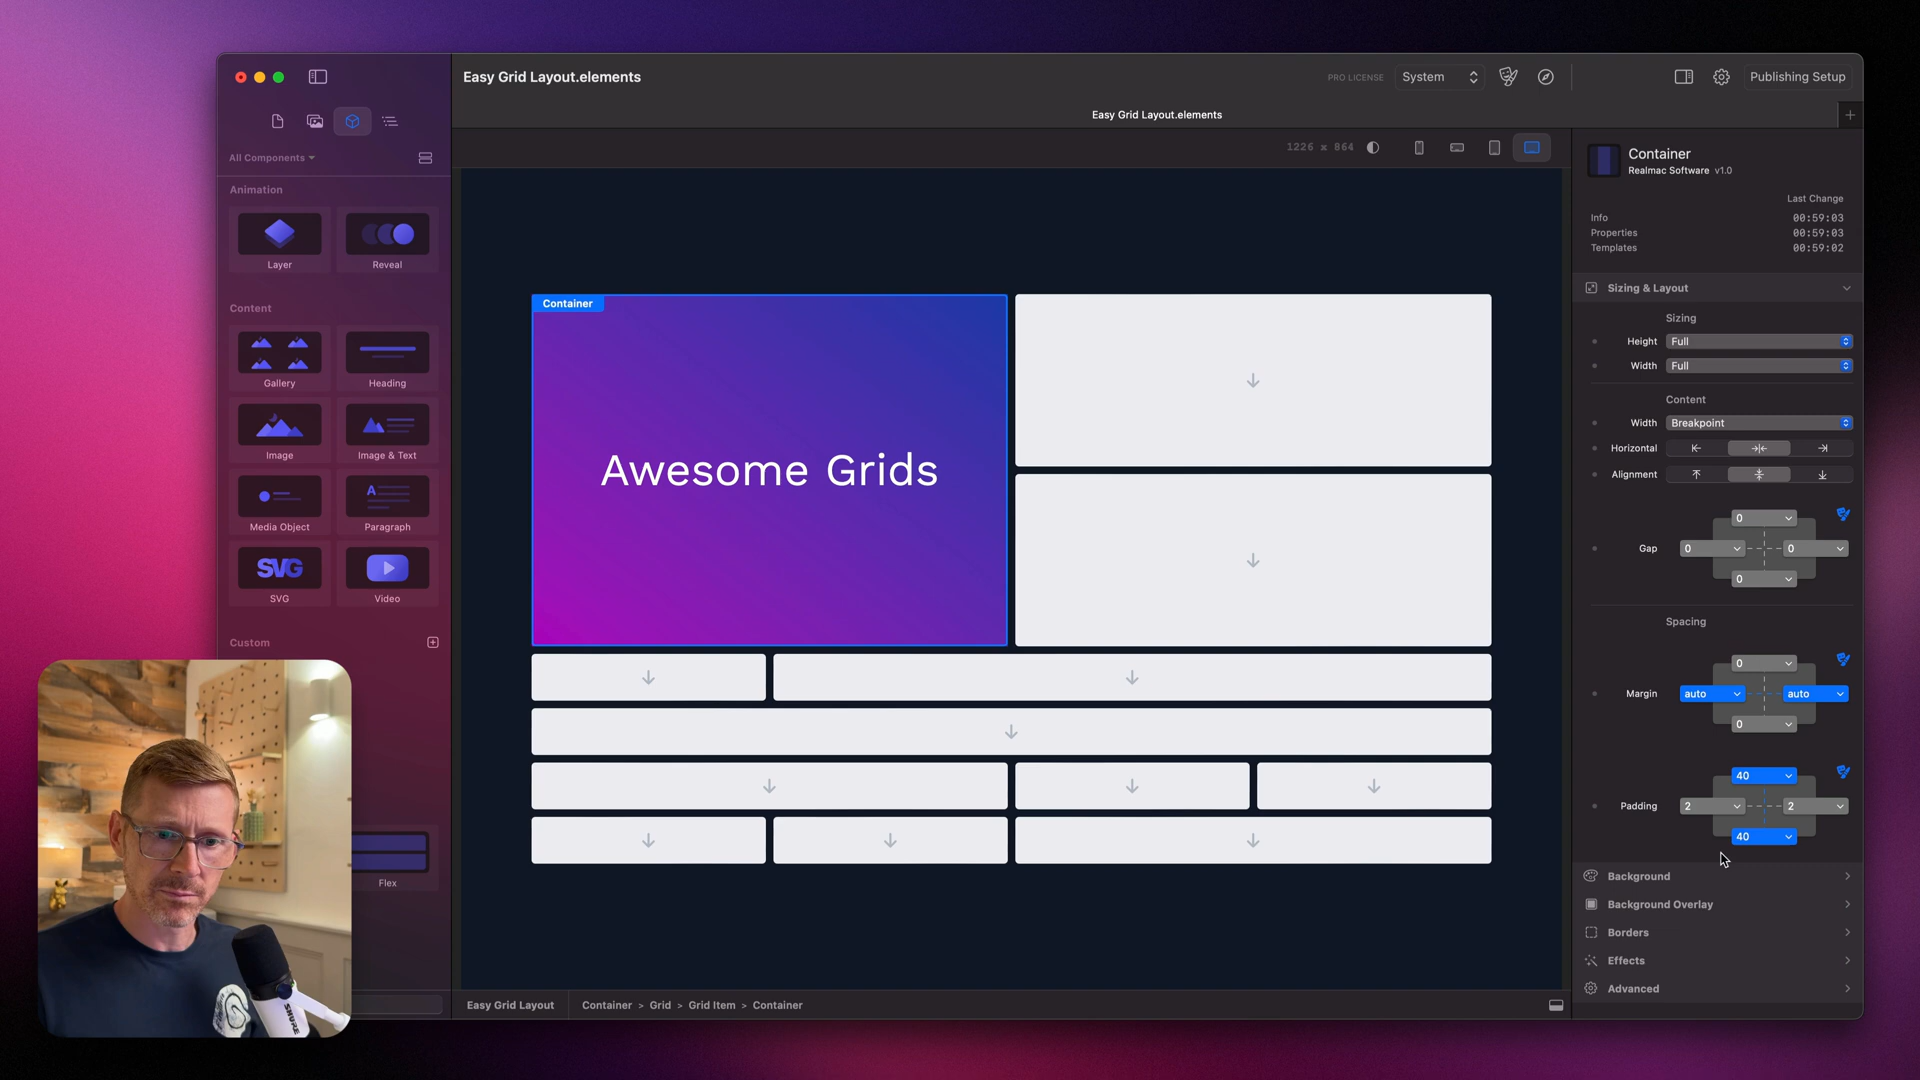 Easy Grid Layout.elements
PRO LICENSE
System
Publishing Setup
Easy Grid Layout.elements
1226 x 864
All Components
Animation
Layer
Reveal
Content
Gallery
Heading
Image
Image & Text
Media Object
Paragraph
SVG
SVG
Video
Custom
Flex
Container
Awesome Grids
Easy Grid Layout
Container > Grid > Grid Item > Container
Container
Realmac Software v1.0
Last Change
Info 00:59:03
Properties 00:59:03
Templates 00:59:02
Sizing & Layout
Sizing
Height Full
Width Full
Content
Width Breakpoint
Horizontal
Alignment
0
Gap 0 0
0
Spacing
0
Margin auto auto
0
40
Padding 2 2
40
Background
Background Overlay
Borders
Effects
Advanced
SHURE